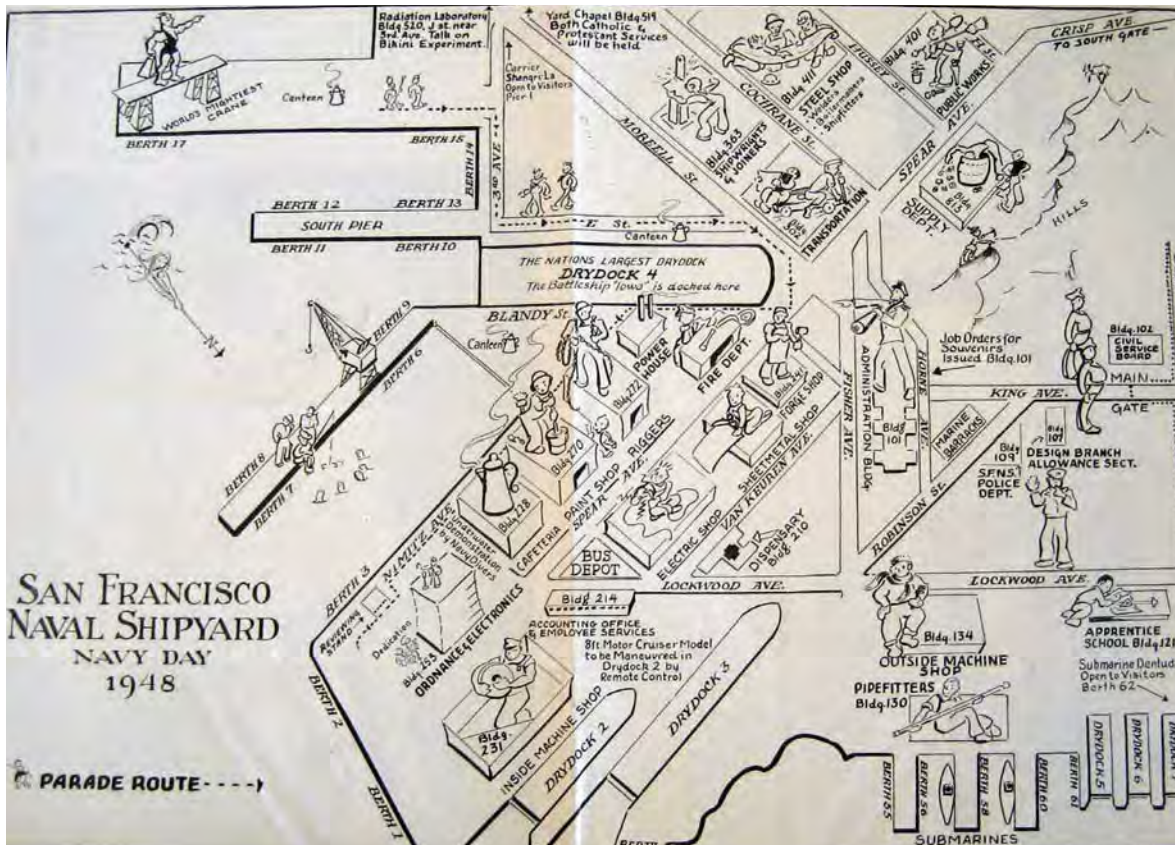 Radiation Laboratory
Bldg 520, J st. near
3rd. Ave. Talk on
Bikini Experiment.
Yard Chapel Bldg 519
Both Catholic &
Protestant Services
will be held
Carrier
Shangri La
Open to Visitors
Pier 1
Canteen
WORLDS MIGHTIEST
CRANE
BERTH 17
BERTH 15
BERTH 14
3RD AVE
BERTH 12
BERTH 13
SOUTH PIER
BERTH 11
BERTH 10
E St.
Canteen
MORRELL St
COCHRANE St.
HUSSEY St
SPEAR AVE.
CRISP AVE.
TO SOUTH GATE
Bldg 411
STEEL SHOP
Welders
Boilermakers
Shipfitters
Bldg. 401
PUBLIC WORKS
Bldg. 363
SHIPWRIGHTS
& JOINERS
TRANSPORTATION
Bldg
813
SUPPLY
DEPT.
HILLS
THE NATIONS LARGEST DRYDOCK
DRYDOCK 4
The Battleship "Iowa" is docked here
BLANDY St.
Canteen
N
BERTH 9
BERTH 6
BERTH 8
BERTH 7
POWER
HOUSE
FIRE DEPT.
Bldg 272
RIGGERS
Bldg 270
PAINT SHOP
SPEAR AVE.
Bldg 241
FORGE SHOP
SHEETMETAL SHOP
VAN KEUREN AVE.
ELECTRIC SHOP
FISHER AVE.
ADMINISTRATION BLDG
Bldg
101
HORNE AVE.
Job Orders for
Souvenirs
Issued Bldg. 101
Bldg. 102
CIVIL
SERVICE
BOARD
KING AVE.
MAIN
GATE
MARINE
BARRACKS
ROBINSON St.
Bldg
107
DESIGN BRANCH
ALLOWANCE SECT.
Bldg
109
S.F.N.S.
POLICE
DEPT.
Bldg 128
CAFETERIA
BUS
DEPOT
DISPENSARY
Bldg 210
LOCKWOOD AVE.
LOCKWOOD AVE.
NIMITZ AVE
Underwater
Demonstration
by Navy Divers
BERTH 3
REVIEWING
STAND
Dedication
Bldg 253
ORDNANCE & ELECTRONICS
Bldg 214
ACCOUNTING OFFICE
& EMPLOYEE SERVICES
8ft Motor Cruiser Model
to be Maneuvred in
Drydock 2 by
Remote Control
Bldg.
231
INSIDE MACHINE SHOP
DRYDOCK 2
DRYDOCK 3
BERTH 2
BERTH 1
BERTH
Bldg. 134
OUTSIDE MACHINE
SHOP
PIPEFITTERS
Bldg. 130
APPRENTICE
SCHOOL Bldg. 121
Submarine Dentud
Open to Visitors
Berth 62
BERTH 55
BERTH 56
BERTH 58
BERTH 60
BERTH 61
DRYDOCK 5
DRYDOCK 6
SUBMARINES
SAN FRANCISCO
NAVAL SHIPYARD
NAVY DAY
1948
PARADE ROUTE